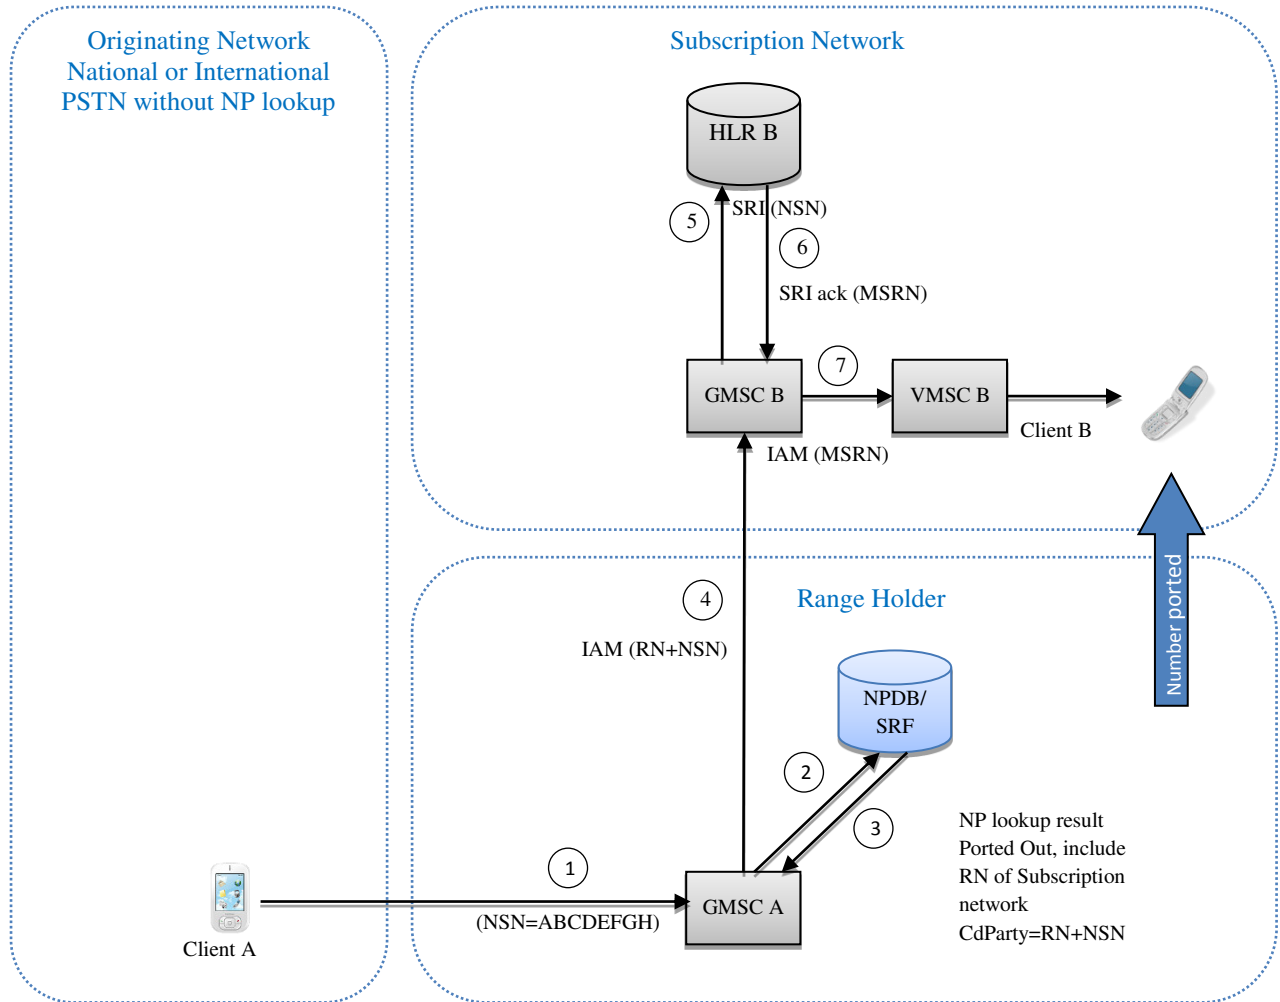 Originating Network
National or International
PSTN without NP lookup
Subscription Network
HLR B
5
SRI (NSN)
6
SRI ack (MSRN)
7
GMSC B
VMSC B
Client B
IAM (MSRN)
Number ported
Range Holder
4
IAM (RN+NSN)
NPDB/
SRF
2
3
NP lookup result
Ported Out, include
RN of Subscription
network
CdParty=RN+NSN
1
(NSN=ABCDEFGH)
GMSC A
Client A